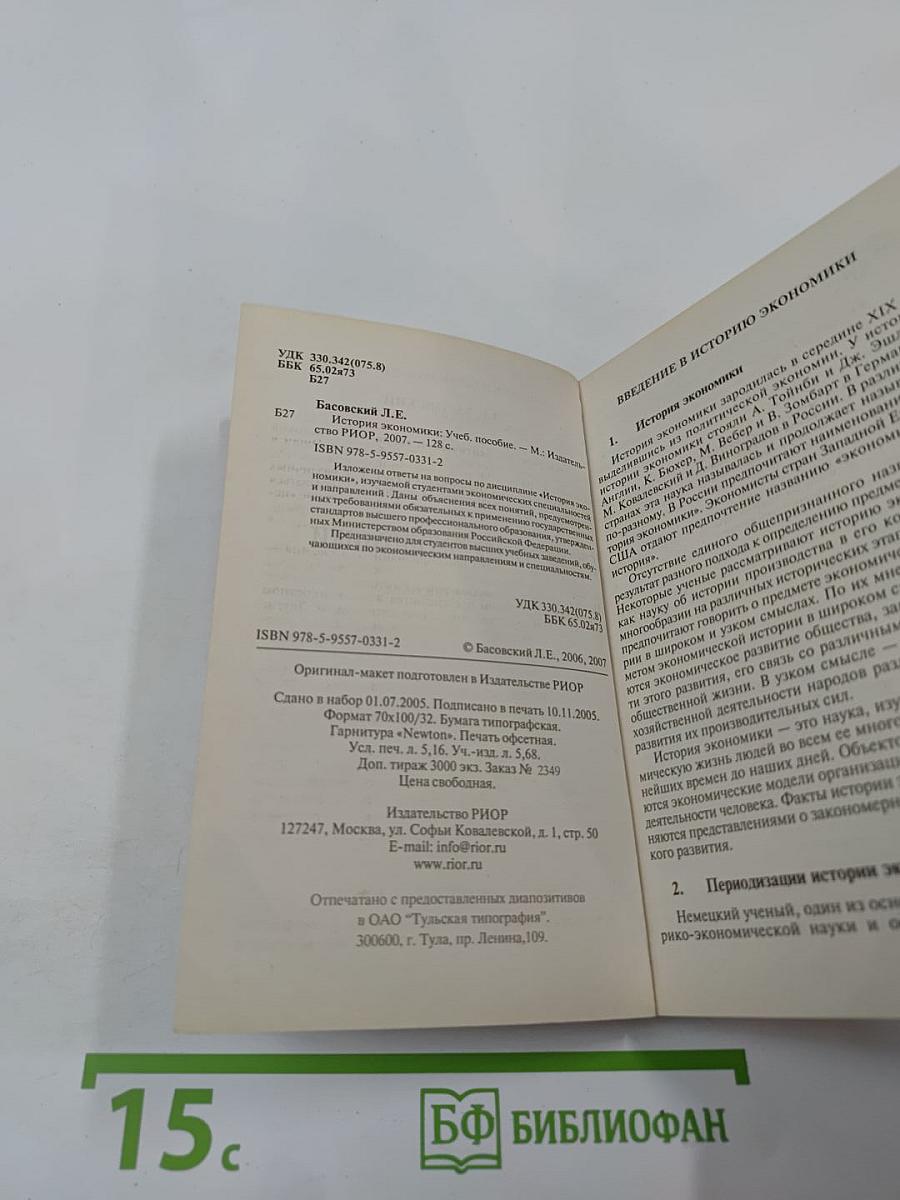 УДК 330.342(075.8)
ББК 65.02я73
Б27
Басовский Л.Е.
Б27 История экономики: Учеб. пособие. — М.: Издатель-
ство РИОР, 2007. — 128 с.
ISBN 978-5-9557-0331-2
Изложены ответы на вопросы по дисциплине «История эко-
номики», изучаемой студентами экономических специальностей
и направлений . Даны объяснения всех понятий, предусмотрен-
ных требованиями обязательных к применению государственных
стандартов высшего профессионального образования, утвержден-
ных Министерством образования Российской Федерации.
Предназначено для студентов высших учебных заведений, обу-
чающихся по экономическим направлениям и специальностям.
УДК 330.342(075.8)
ББК 65.02я73
ISBN 978-5-9557-0331-2
© Басовский Л.Е., 2006, 2007
Оригинал-макет подготовлен в Издательстве РИОР
Сдано в набор 01.07.2005. Подписано в печать 10.11.2005.
Формат 70х100/32. Бумага типографская.
Гарнитура «Newton». Печать офсетная.
Усл. печ. л. 5,16. Уч.-изд. л. 5,68.
Доп. тираж 3000 экз. Заказ № 2349
Цена свободная.
Издательство РИОР
127247, Москва, ул. Софьи Ковалевской, д. 1, стр. 50
E-mail: info@rior.ru
www.rior.ru
Отпечатано с предоставленных диапозитивов
в ОАО “Тульская типография”.
300600, г. Тула, пр. Ленина,109.
ВВЕДЕНИЕ В ИСТОРИЮ ЭКОНОМИКИ
1. История экономики
История экономики зародилась в середине XIX
выделившись из политической экономии. У исто
истории экономики стояли А. Тойнби и Дж. Эшл
Англии, К. Бюхер, М. Вебер и В. Зомбарт в Герма
М. Ковалевский и Д. Виноградов в России. В разли
странах эта наука называлась и продолжает назы
по-разному. В России предпочитают наименовани
тория экономики». Экономисты стран Западной Е
США отдают предпочтение названию «экономи
история».
Отсутствие единого общепризнанного назв
результат разного подхода к определению предме
Некоторые ученые рассматривают историю эк
как науку об истории производства в его ко
многообразии на различных исторических этап
предпочитают говорить о предмете экономиче
рии в широком и узком смыслах. По их мне
метом экономической истории в широком с
ются экономическое развитие общества, за
ти этого развития, его связь со различным
общественной жизни. В узком смысле —
хозяйственной деятельности народов раз
развития их производительных сил.
История экономики — это наука, изу
мическую жизнь людей во всем ее много
нейших времен до наших дней. Объекто
ются экономические модели организац
деятельности человека. Факты истории э
няются представлениями о закономерн
кого развития.
2. Периодизации истории эк
Немецкий ученый, один из осно
рико-экономической науки и о
15 с
БФ БИБЛИОФАН